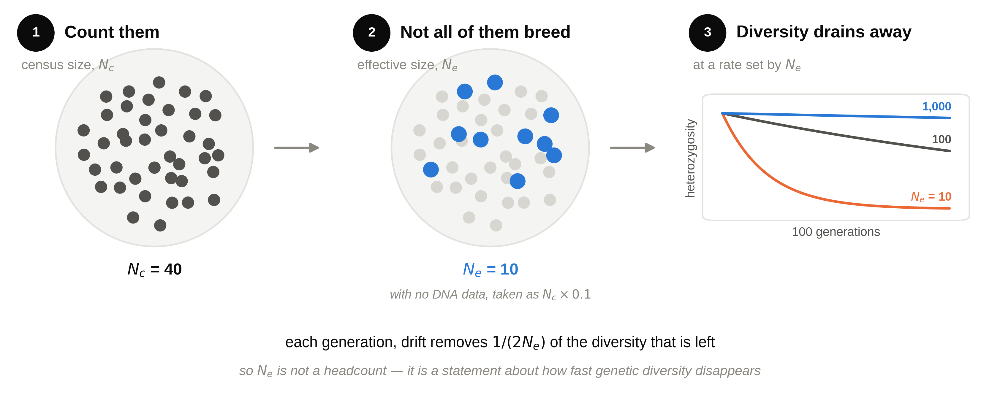 1 Count them
census size, Nc
Nc = 40
2 Not all of them breed
effective size, Ne
Ne = 10
with no DNA data, taken as Nc × 0.1
3 Diversity drains away
at a rate set by Ne
heterozygosity
1,000
100
Ne = 10
100 generations
each generation, drift removes 1/(2Ne) of the diversity that is left
so Ne is not a headcount — it is a statement about how fast genetic diversity disappears